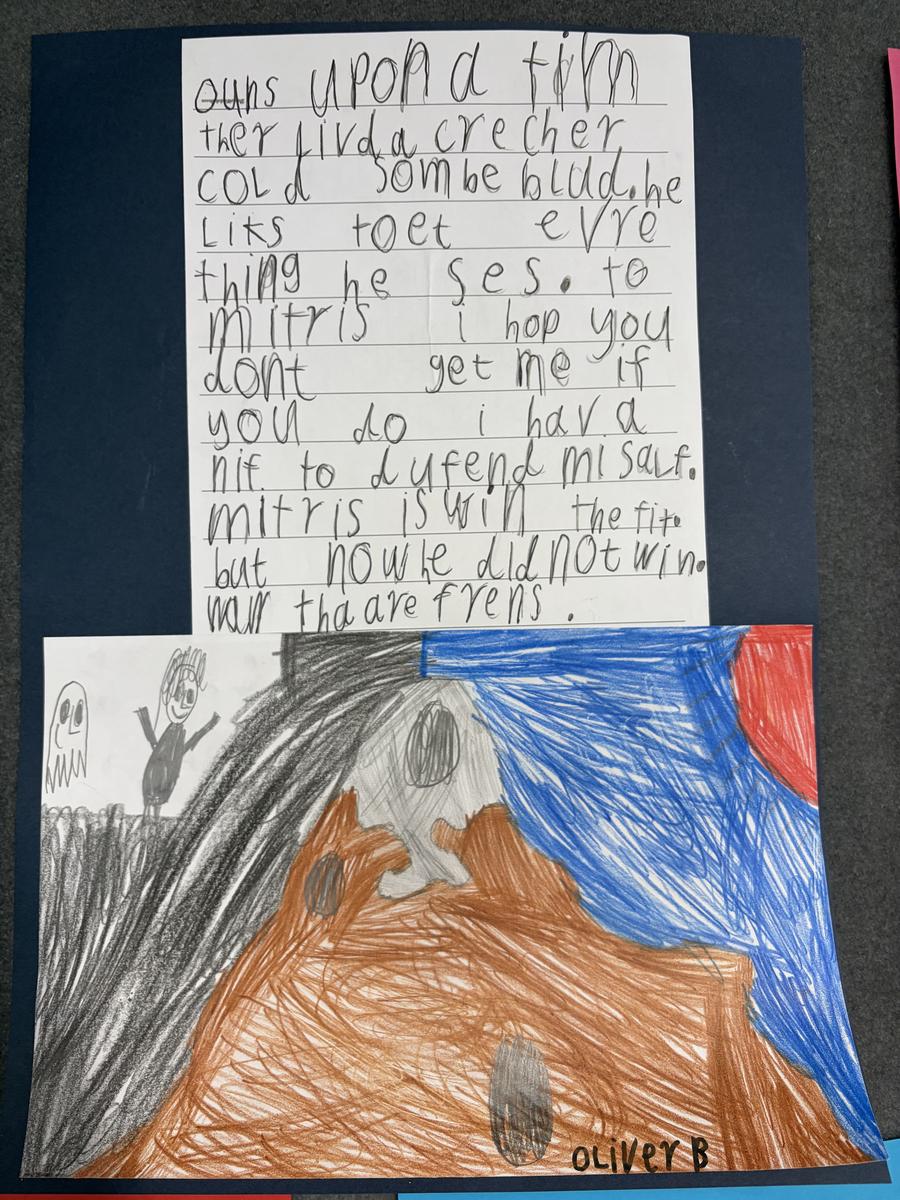 ouns upon a tim
ther livd a crecher
cold sombe blud. he
Liks to et evre
thing he ses. to
mitris i hop you
dont get me if
you do i hav a
nif to dufend mi salf.
mitris is win the fit.
but now he did not win.
tha are frens .
OLiver B